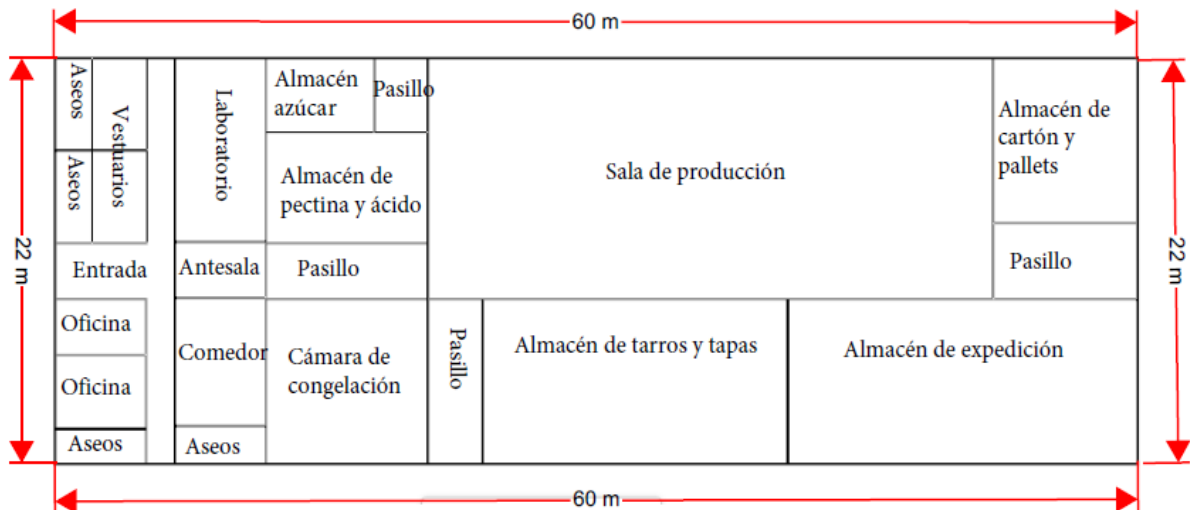 60 m
22 m
22 m
Aseos
Vestuarios
Laboratorio
Almacén
azúcar
Pasillo
Almacén de
cartón y
pallets
Sala de producción
Aseos
Almacén de
pectina y ácido
Entrada
Antesala
Pasillo
Pasillo
Oficina
Comedor
Cámara de
congelación
Pasillo
Almacén de tarros y tapas
Almacén de expedición
Oficina
Aseos
Aseos
60 m